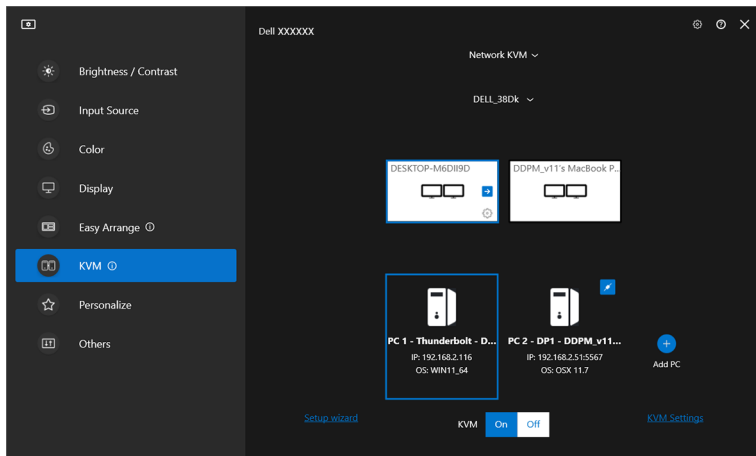 Dell XXXXXX
Brightness / Contrast
Input Source
Color
Display
Easy Arrange
KVM
Personalize
Others
Network KVM
DELL_38Dk
DESKTOP-M6DII9D
DDPM_v11's MacBook P...
PC 1 - Thunderbolt - D...
IP: 192.168.2.116
OS: WIN11_64
PC 2 - DP1 - DDPM_v11...
IP: 192.168.2.51:5567
OS: OSX 11.7
Add PC
Setup wizard
KVM On Off
KVM Settings